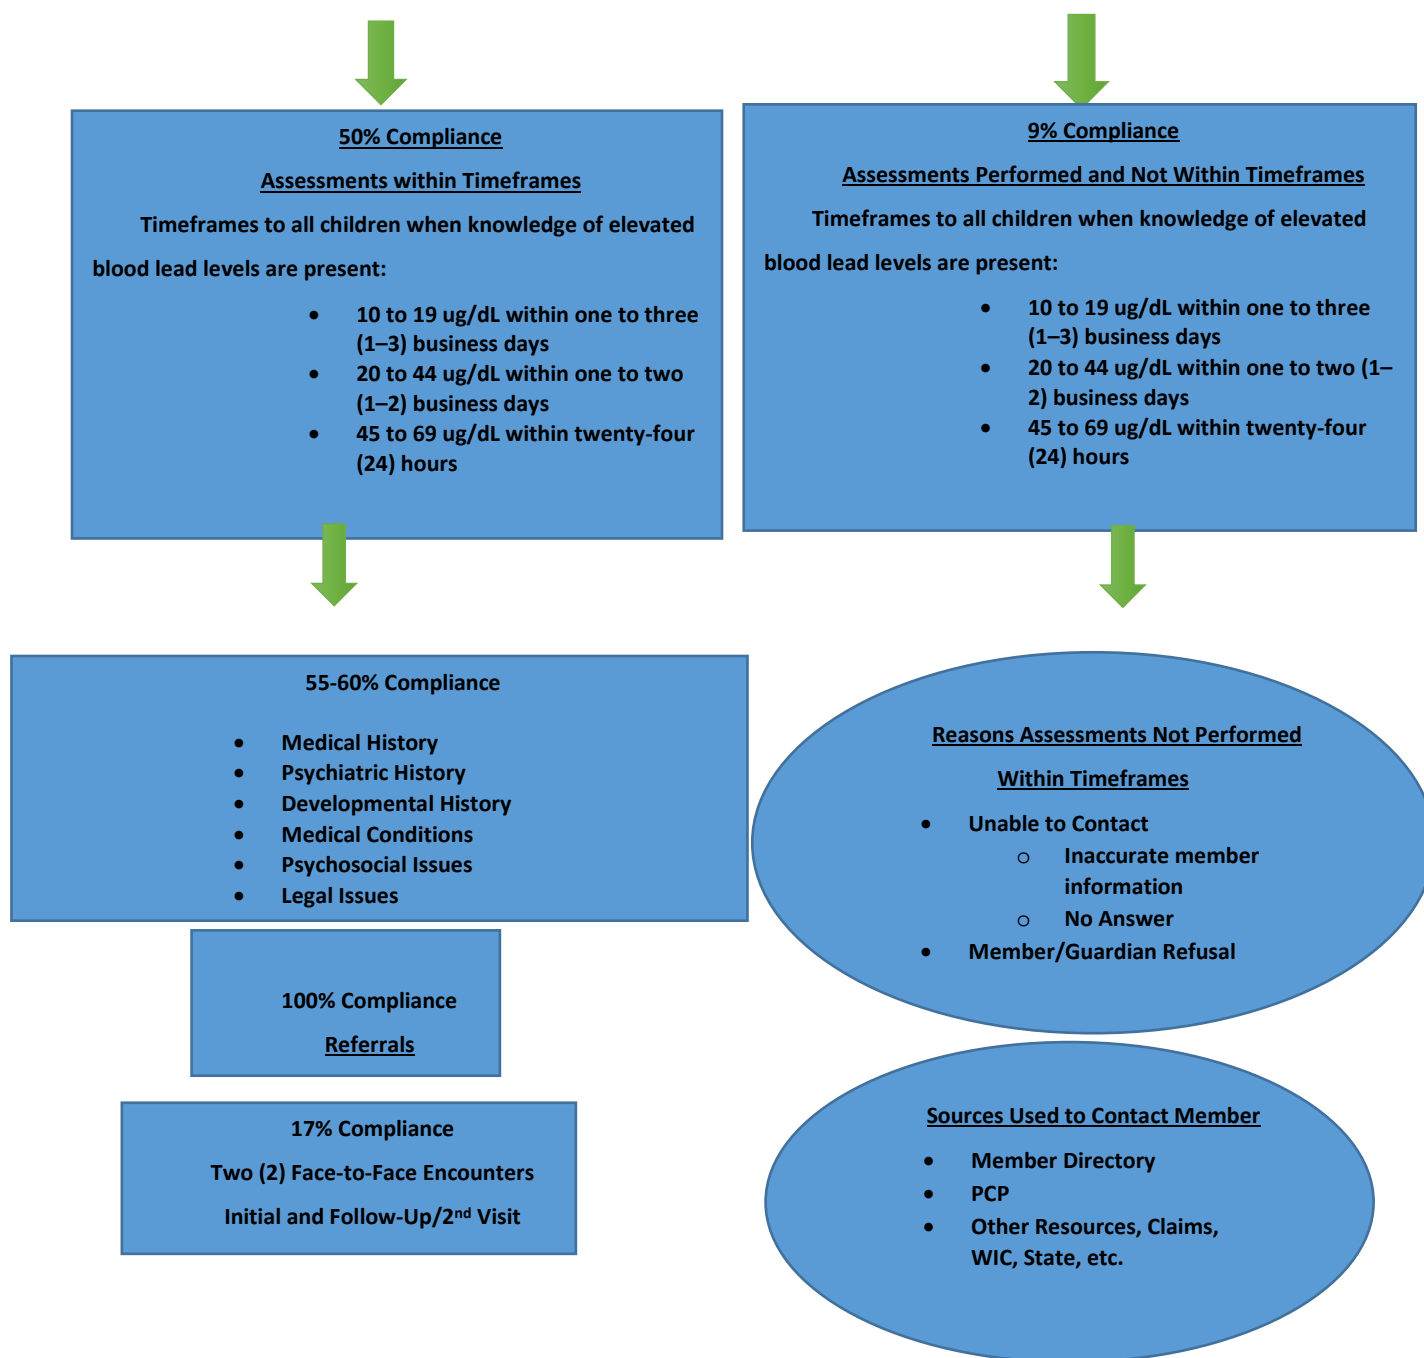 50% Compliance
Assessments within Timeframes
Timeframes to all children when knowledge of elevated
blood lead levels are present:
• 10 to 19 ug/dL within one to three
(1–3) business days
• 20 to 44 ug/dL within one to two
(1–2) business days
• 45 to 69 ug/dL within twenty-four
(24) hours
9% Compliance
Assessments Performed and Not Within Timeframes
Timeframes to all children when knowledge of elevated
blood lead levels are present:
• 10 to 19 ug/dL within one to three
(1–3) business days
• 20 to 44 ug/dL within one to two (1–
2) business days
• 45 to 69 ug/dL within twenty-four
(24) hours
55-60% Compliance
• Medical History
• Psychiatric History
• Developmental History
• Medical Conditions
• Psychosocial Issues
• Legal Issues
100% Compliance
Referrals
17% Compliance
Two (2) Face-to-Face Encounters
Initial and Follow-Up/2nd Visit
Reasons Assessments Not Performed
Within Timeframes
• Unable to Contact
o Inaccurate member
information
o No Answer
• Member/Guardian Refusal
Sources Used to Contact Member
• Member Directory
• PCP
• Other Resources, Claims,
WIC, State, etc.